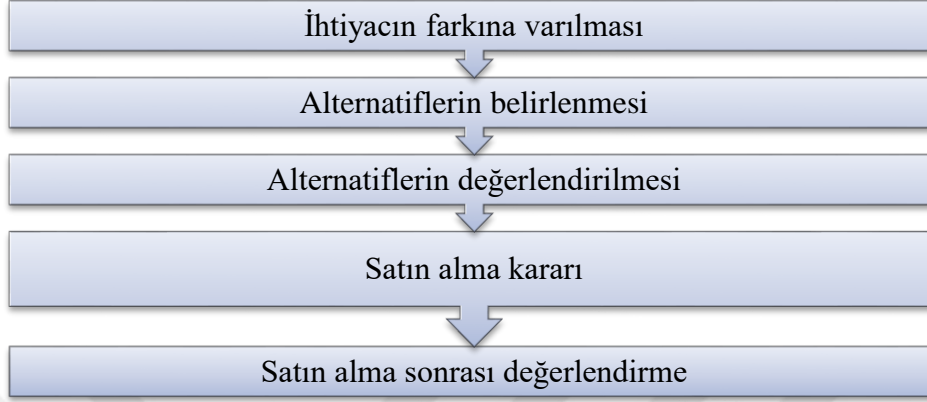 İhtiyacın farkına varılması
Alternatiflerin belirlenmesi
Alternatiflerin değerlendirilmesi
Satın alma kararı
Satın alma sonrası değerlendirme